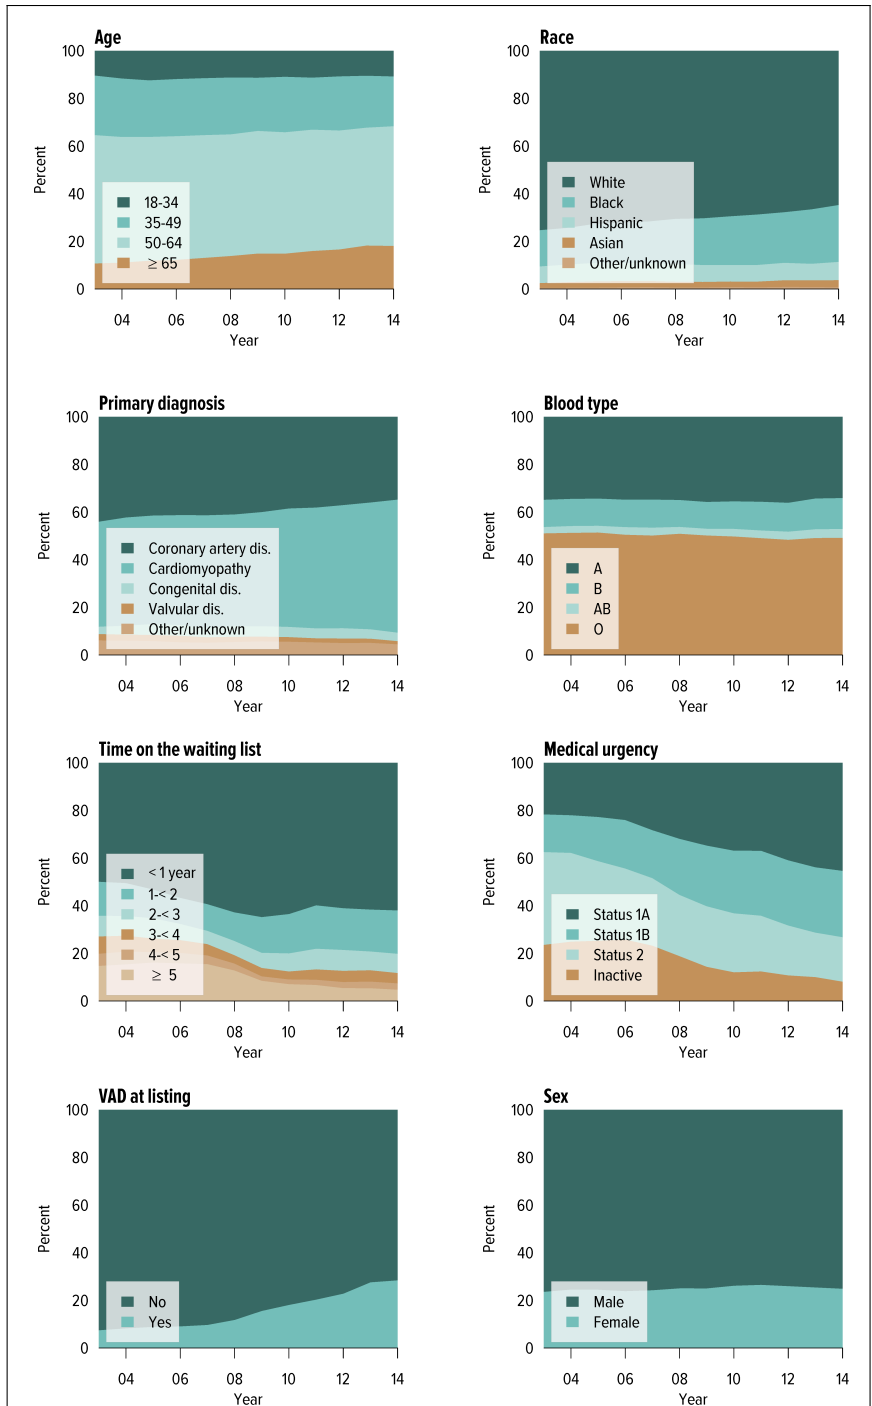 Age
100
80
60
40
20
0
Percent
18-34
35-49
50-64
≥ 65
04 06 08 10 12 14
Year
Race
100
80
60
40
20
0
Percent
White
Black
Hispanic
Asian
Other/unknown
04 06 08 10 12 14
Year
Primary diagnosis
100
80
60
40
20
0
Percent
Coronary artery dis.
Cardiomyopathy
Congenital dis.
Valvular dis.
Other/unknown
04 06 08 10 12 14
Year
Blood type
100
80
60
40
20
0
Percent
A
B
AB
O
04 06 08 10 12 14
Year
Time on the waiting list
100
80
60
40
20
0
Percent
< 1 year
1-< 2
2-< 3
3-< 4
4-< 5
≥ 5
04 06 08 10 12 14
Year
Medical urgency
100
80
60
40
20
0
Percent
Status 1A
Status 1B
Status 2
Inactive
04 06 08 10 12 14
Year
VAD at listing
100
80
60
40
20
0
Percent
No
Yes
04 06 08 10 12 14
Year
Sex
100
80
60
40
20
0
Percent
Male
Female
04 06 08 10 12 14
Year